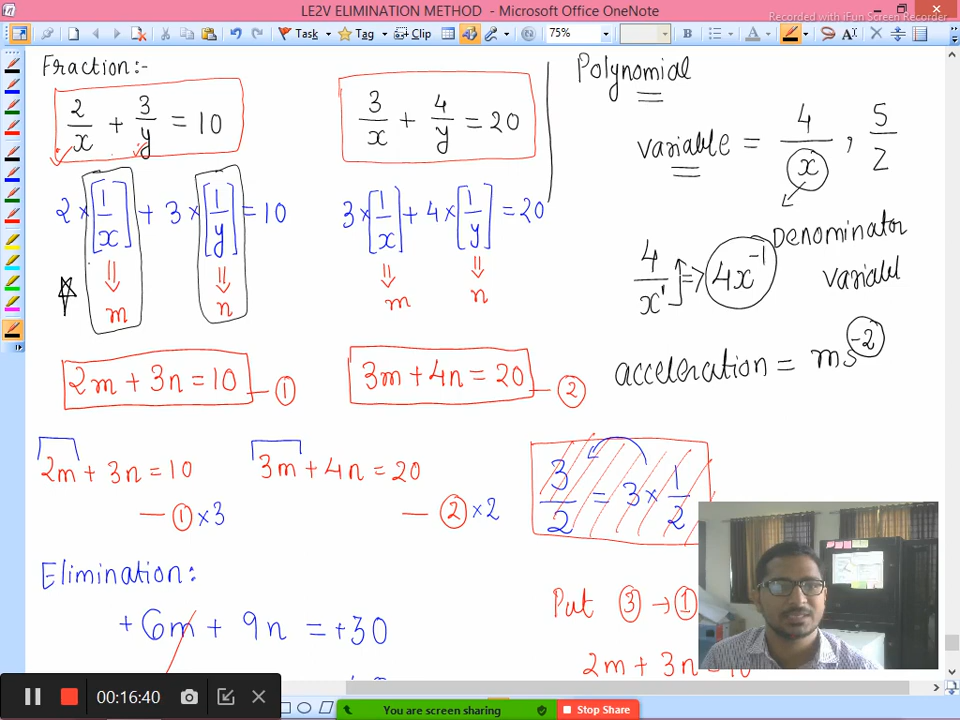 LE2V ELIMINATION METHOD - Microsoft OneNote
Recorded with iFun Screen Recorder
Task Tag Clip 75% B A
Fraction:-
2/x + 3/y = 10
3/x + 4/y = 20
2 × [1/x] + 3 × [1/y] = 10
3 × [1/x] + 4 × [1/y] = 20
m n
m n
2m + 3n = 10 — ①
3m + 4n = 20 — ②
2m + 3n = 10
— ① × 3
3m + 4n = 20
— ② × 2
Elimination:
+6m + 9n = +30
Polynomial
variable = 4/x , 5/2
Denominator
variable
4/x¹ => 4x⁻¹
acceleration = ms⁻²
3/2 = 3 × 1/2
Put ③ → ①
2m + 3n = 10
00:16:40
You are screen sharing
Stop Share